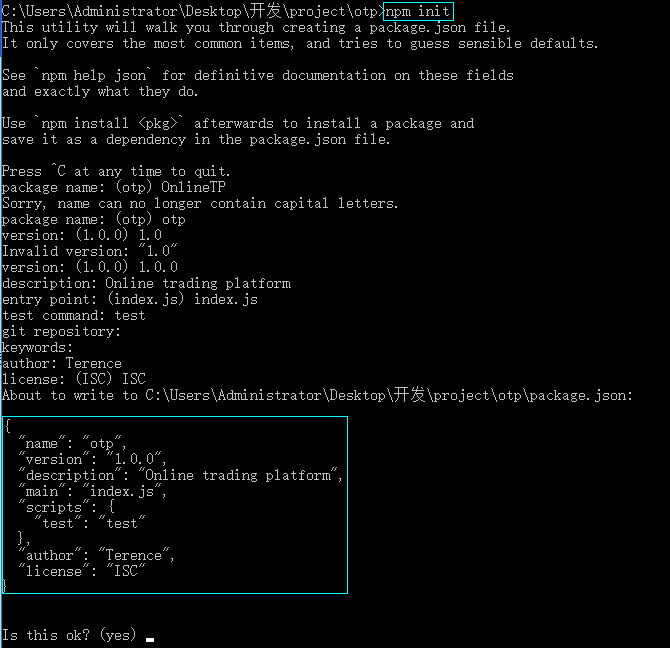 C:\Users\Administrator\Desktop\开发\project\otp>npm init
This utility will walk you through creating a package.json file.
It only covers the most common items, and tries to guess sensible defaults.
See `npm help json` for definitive documentation on these fields
and exactly what they do.
Use `npm install <pkg>` afterwards to install a package and
save it as a dependency in the package.json file.
Press ^C at any time to quit.
package name: (otp) OnlineTP
Sorry, name can no longer contain capital letters.
package name: (otp) otp
version: (1.0.0) 1.0
Invalid version: "1.0"
version: (1.0.0) 1.0.0
description: Online trading platform
entry point: (index.js) index.js
test command: test
git repository:
keywords:
author: Terence
license: (ISC) ISC
About to write to C:\Users\Administrator\Desktop\开发\project\otp\package.json:
{
  "name": "otp",
  "version": "1.0.0",
  "description": "Online trading platform",
  "main": "index.js",
  "scripts": {
    "test": "test"
  },
  "author": "Terence",
  "license": "ISC"
}
Is this ok? (yes)